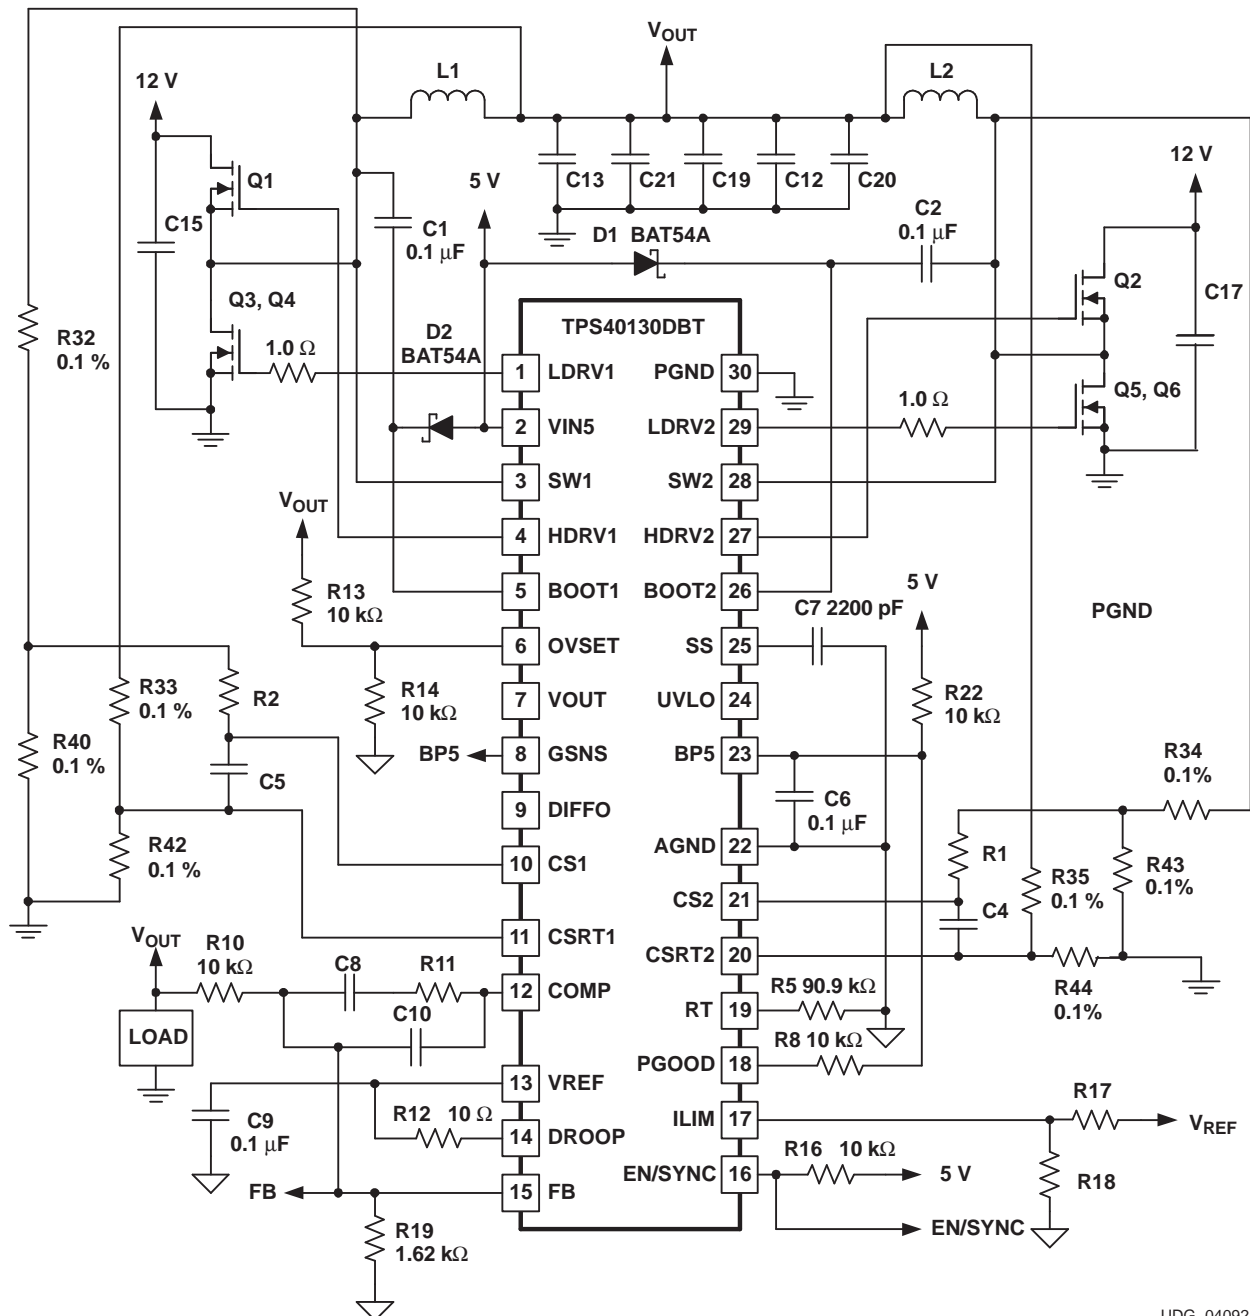 VOUT
L1
L2
12 V
12 V
Q1
5 V
C13
C21
C19
C12
C20
C15
C1
0.1 μF
C2
0.1 μF
D1 BAT54A
Q2
C17
Q3, Q4
R32
0.1 %
1.0 Ω
D2
BAT54A
TPS40130DBT
Q5, Q6
1.0 Ω
1 LDRV1
PGND 30
2 VIN5
LDRV2 29
3 SW1
SW2 28
VOUT
4 HDRV1
HDRV2 27
5 BOOT1
BOOT2 26
R13
10 kΩ
5 V
C7 2200 pF
PGND
6 OVSET
SS 25
R33
0.1 %
R2
R14
10 kΩ
7 VOUT
UVLO 24
R22
10 kΩ
R40
0.1 %
BP5
8 GSNS
BP5 23
R34
0.1%
C5
9 DIFFO
C6
0.1 μF
R42
0.1 %
10 CS1
AGND 22
R1
R43
0.1%
R35
0.1 %
CS2 21
C4
VOUT
R10
10 kΩ
11 CSRT1
CSRT2 20
C8
R11
12 COMP
R5 90.9 kΩ
RT 19
R44
0.1%
C10
LOAD
R8 10 kΩ
PGOOD 18
13 VREF
R17
C9
0.1 μF
R12 10 Ω
14 DROOP
ILIM 17
VREF
R16 10 kΩ
EN/SYNC 16
5 V
R18
FB
15 FB
EN/SYNC
R19
1.62 kΩ
UDG-04092